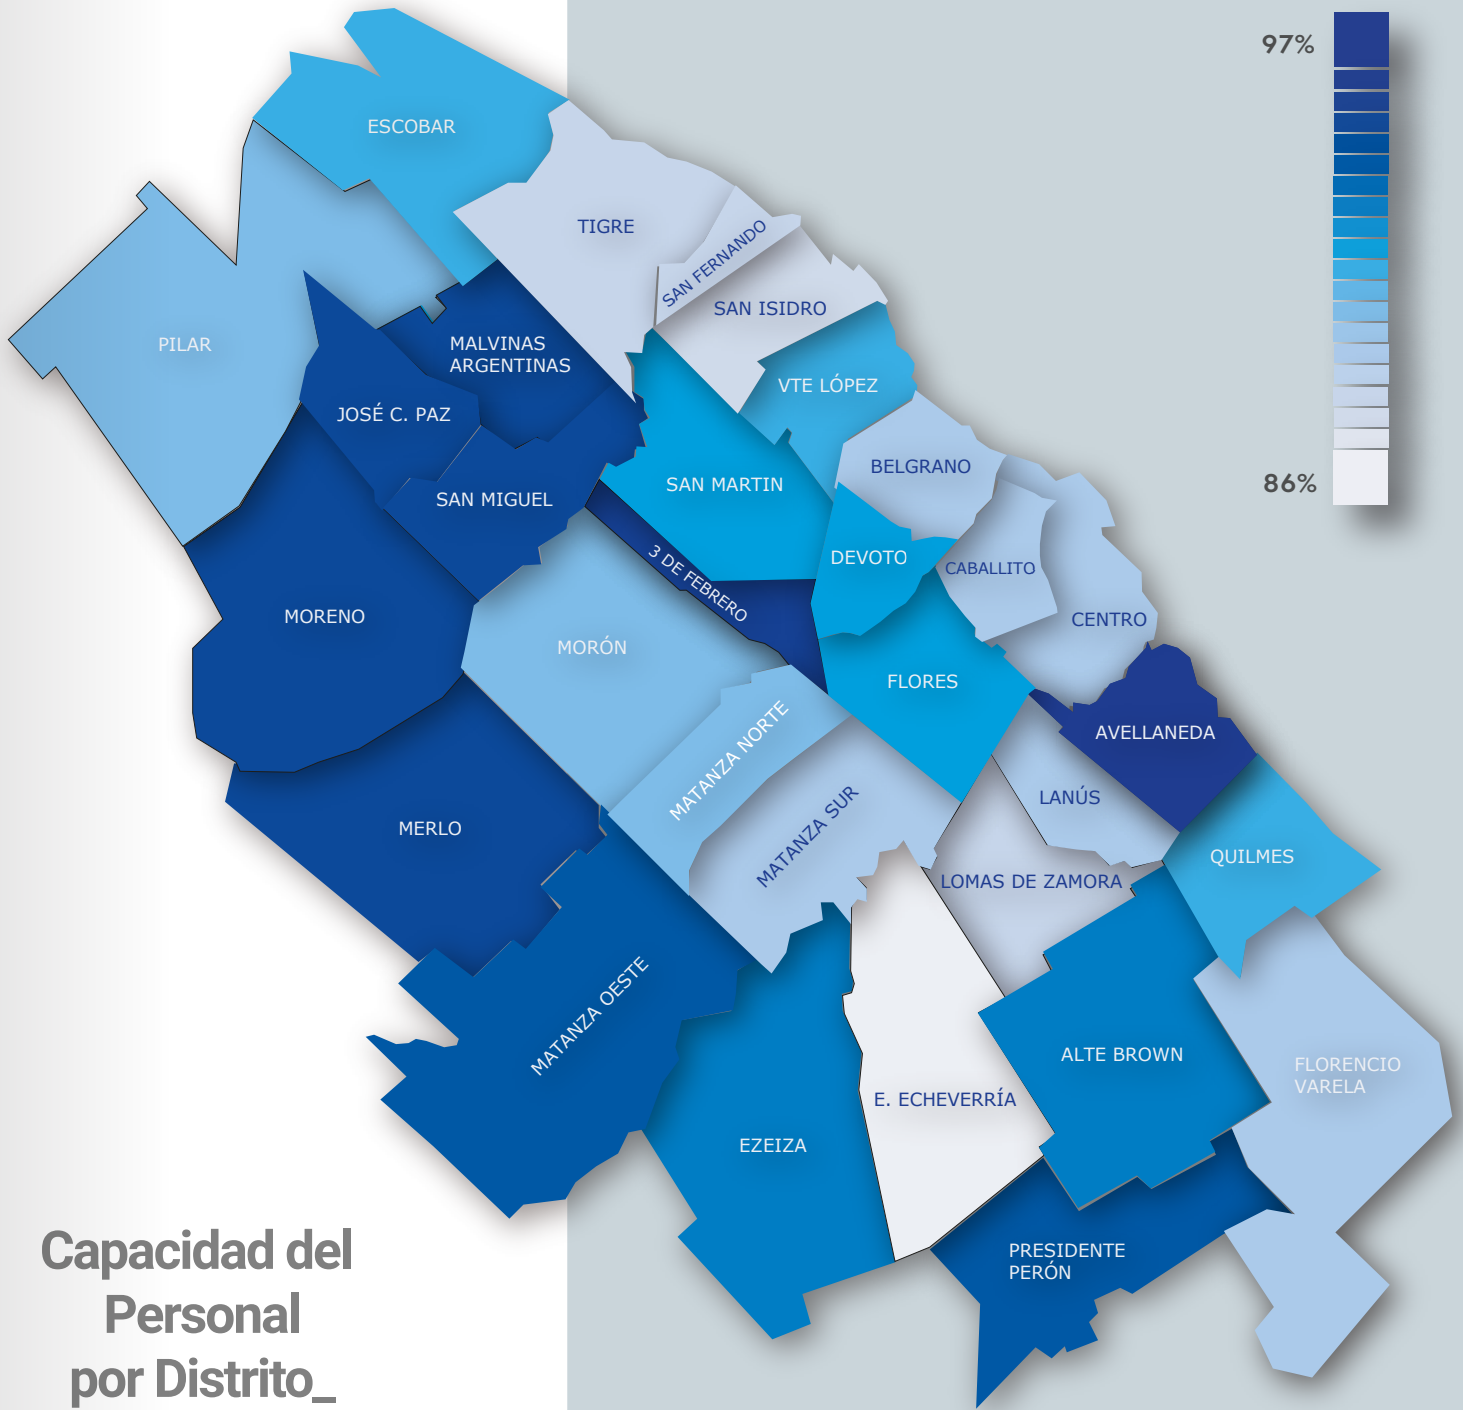 97%
ESCOBAR
TIGRE
SAN FERNANDO
SAN ISIDRO
PILAR
MALVINAS
ARGENTINAS
VTE LÓPEZ
JOSÉ C. PAZ
BELGRANO
86%
SAN MARTIN
SAN MIGUEL
DEVOTO
CABALLITO
3 DE FEBRERO
MORENO
CENTRO
MORÓN
FLORES
AVELLANEDA
MATANZA NORTE
LANÚS
MERLO
MATANZA SUR
QUILMES
LOMAS DE ZAMORA
MATANZA OESTE
ALTE BROWN
FLORENCIO
VARELA
E. ECHEVERRÍA
EZEIZA
PRESIDENTE
PERÓN
Capacidad del
Personal
por Distrito_